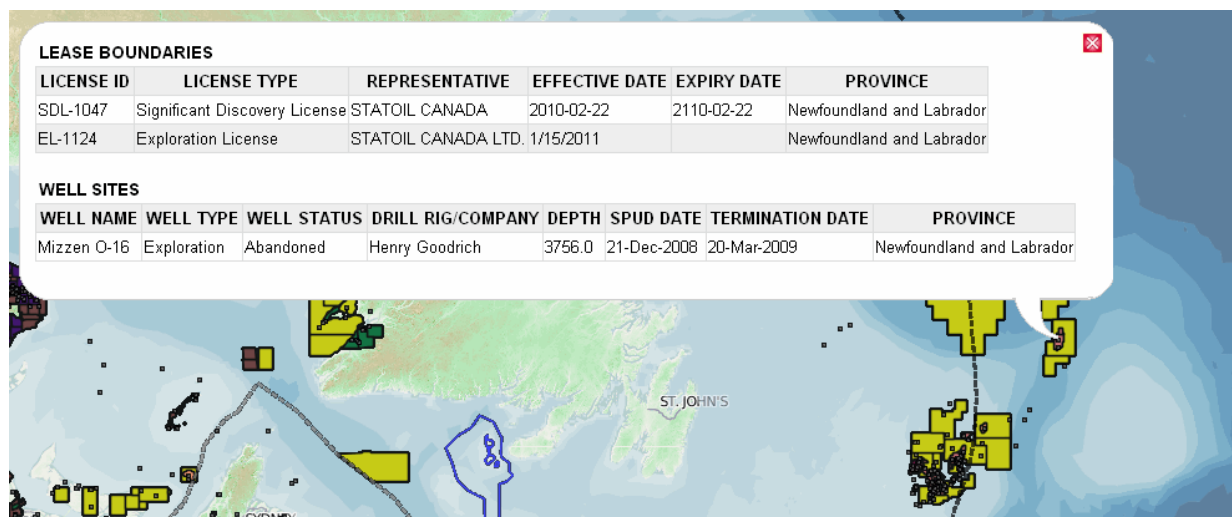 LEASE BOUNDARIES
LICENSE ID LICENSE TYPE REPRESENTATIVE EFFECTIVE DATE EXPIRY DATE PROVINCE
SDL-1047 Significant Discovery License STATOIL CANADA 2010-02-22 2110-02-22 Newfoundland and Labrador
EL-1124 Exploration License STATOIL CANADA LTD. 1/15/2011 Newfoundland and Labrador
WELL SITES
WELL NAME WELL TYPE WELL STATUS DRILL RIG/COMPANY DEPTH SPUD DATE TERMINATION DATE PROVINCE
Mizzen O-16 Exploration Abandoned Henry Goodrich 3756.0 21-Dec-2008 20-Mar-2009 Newfoundland and Labrador
ST. JOHN'S
SYDNEY